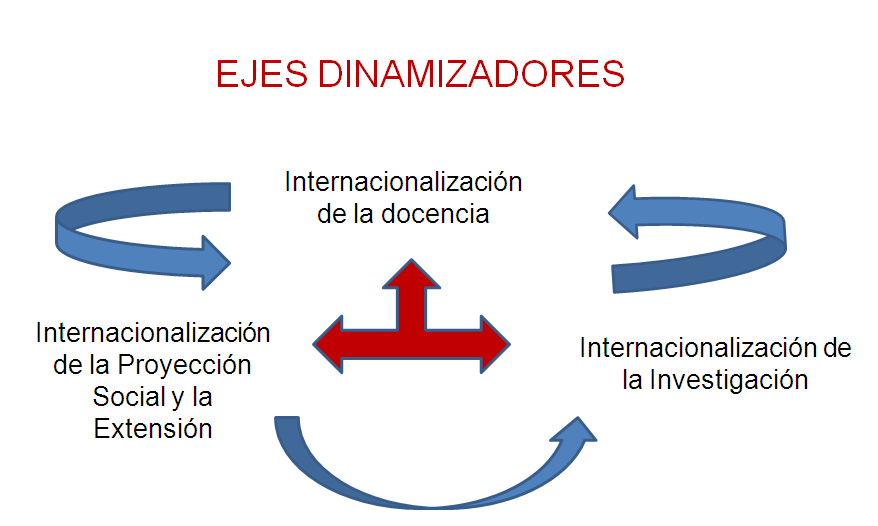 EJES DINAMIZADORES
Internacionalización
de la docencia
Internacionalización
de la Proyección
Social y la
Extensión
Internacionalización de
la Investigación